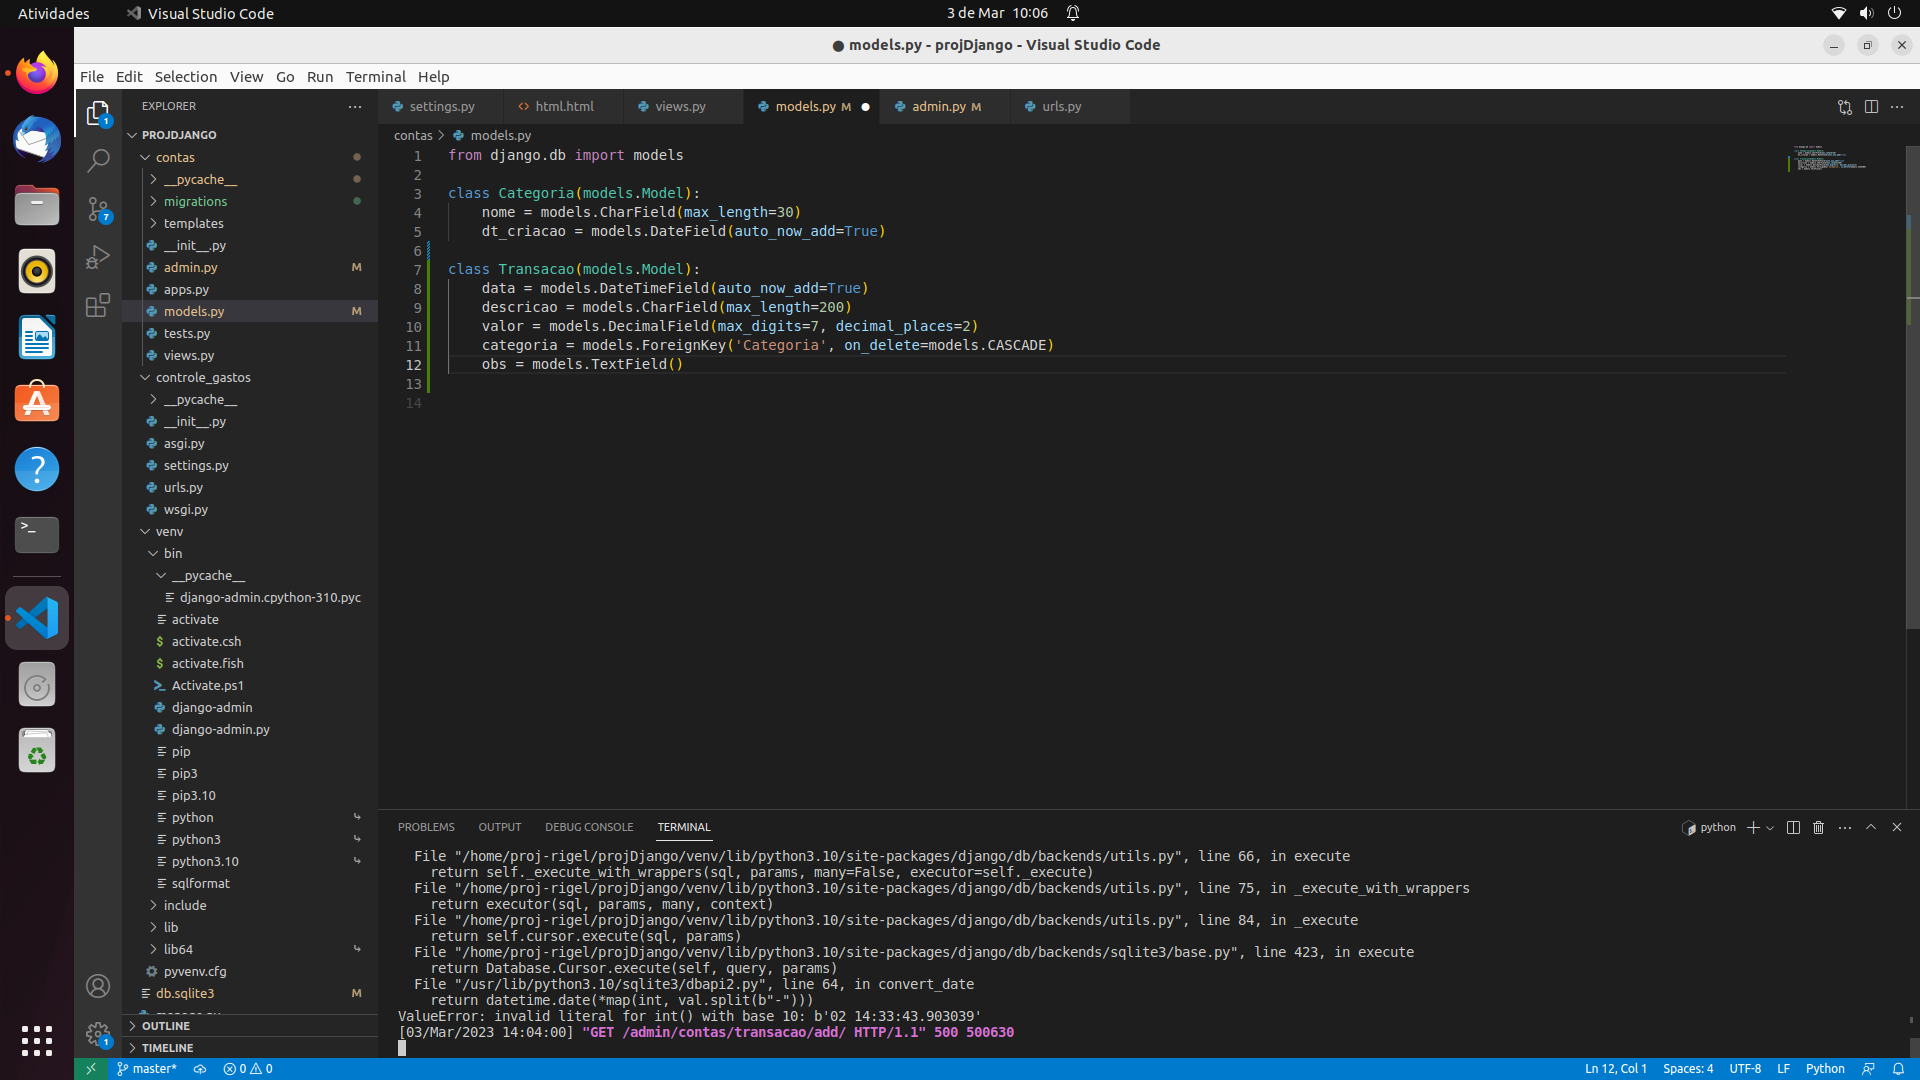 Atividades
Visual Studio Code
3 de Mar 10:06
● models.py - projDjango - Visual Studio Code
File Edit Selection View Go Run Terminal Help
EXPLORER
PROJDJANGO
contas
__pycache__
migrations
templates
__init__.py
admin.py M
apps.py
models.py M
tests.py
views.py
controle_gastos
__pycache__
__init__.py
asgi.py
settings.py
urls.py
wsgi.py
venv
bin
__pycache__
django-admin.cpython-310.pyc
activate
activate.csh
activate.fish
Activate.ps1
django-admin
django-admin.py
pip
pip3
pip3.10
python
python3
python3.10
sqlformat
include
lib
lib64
pyvenv.cfg
db.sqlite3 M
OUTLINE
TIMELINE
1
7
1
settings.py
html.html
views.py
models.py M
admin.py M
urls.py
contas > models.py
1 from django.db import models
2
3 class Categoria(models.Model):
4 nome = models.CharField(max_length=30)
5 dt_criacao = models.DateField(auto_now_add=True)
6
7 class Transacao(models.Model):
8 data = models.DateTimeField(auto_now_add=True)
9 descricao = models.CharField(max_length=200)
10 valor = models.DecimalField(max_digits=7, decimal_places=2)
11 categoria = models.ForeignKey('Categoria', on_delete=models.CASCADE)
12 obs = models.TextField()
13
14
PROBLEMS OUTPUT DEBUG CONSOLE TERMINAL
python
File "/home/proj-rigel/projDjango/venv/lib/python3.10/site-packages/django/db/backends/utils.py", line 66, in execute
return self._execute_with_wrappers(sql, params, many=False, executor=self._execute)
File "/home/proj-rigel/projDjango/venv/lib/python3.10/site-packages/django/db/backends/utils.py", line 75, in _execute_with_wrappers
return executor(sql, params, many, context)
File "/home/proj-rigel/projDjango/venv/lib/python3.10/site-packages/django/db/backends/utils.py", line 84, in _execute
return self.cursor.execute(sql, params)
File "/home/proj-rigel/projDjango/venv/lib/python3.10/site-packages/django/db/backends/sqlite3/base.py", line 423, in execute
return Database.Cursor.execute(self, query, params)
File "/usr/lib/python3.10/sqlite3/dbapi2.py", line 64, in convert_date
return datetime.date(*map(int, val.split(b"-")))
ValueError: invalid literal for int() with base 10: b'02 14:33:43.903039'
[03/Mar/2023 14:04:00] "GET /admin/contas/transacao/add/ HTTP/1.1" 500 500630
master*
0 0
Ln 12, Col 1
Spaces: 4
UTF-8
LF
Python